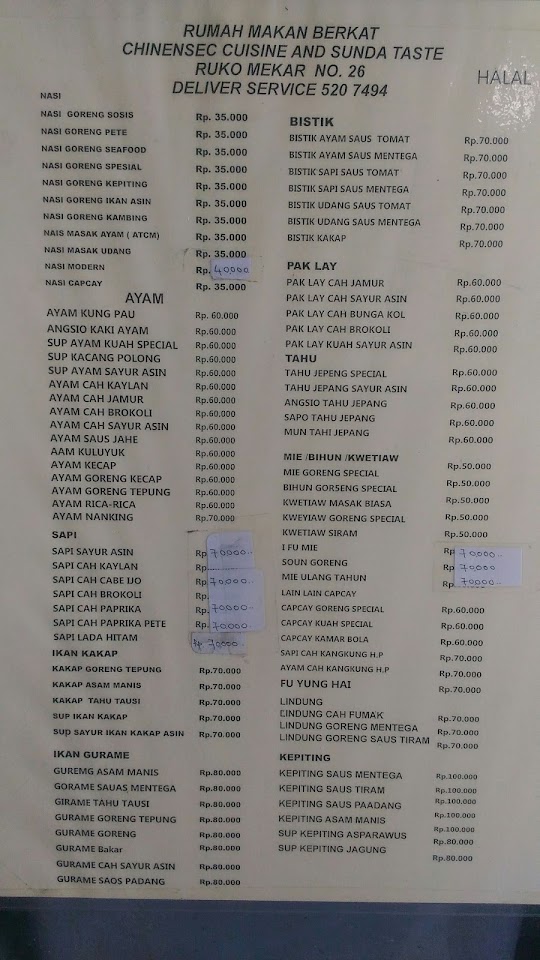 RUMAH MAKAN BERKAT
CHINENSEC CUISINE AND SUNDA TASTE
RUKO MEKAR NO. 26
DELIVER SERVICE 520 7494
HALAL
NASI
NASI GORENG SOSIS Rp. 35.000
NASI GORENG PETE Rp. 35.000
NASI GORENG SEAFOOD Rp. 35.000
NASI GORENG SPESIAL Rp. 35.000
NASI GORENG KEPITING Rp. 35.000
NASI GORENG IKAN ASIN Rp. 35.000
NASI GORENG KAMBING Rp. 35.000
NAIS MASAK AYAM ( ATCM) Rp. 35.000
NASI MASAK UDANG Rp. 35.000
NASI MODERN Rp. 40000
NASI CAPCAY Rp. 35.000
AYAM
AYAM KUNG PAU Rp. 60.000
ANGSIO KAKI AYAM Rp.60.000
SUP AYAM KUAH SPECIAL Rp.60.000
SUP KACANG POLONG Rp.60.000
SUP AYAM SAYUR ASIN Rp.60.000
AYAM CAH KAYLAN Rp.60.000
AYAM CAH JAMUR Rp.60.000
AYAM CAH BROKOLI Rp.60.000
AYAM CAH SAYUR ASIN Rp.60.000
AYAM SAUS JAHE Rp.60.000
AAM KULUYUK Rp.60.000
AYAM KECAP Rp.60.000
AYAM GORENG KECAP Rp.60.000
AYAM GORENG TEPUNG Rp.60.000
AYAM RICA-RICA Rp.60.000
AYAM NANKING Rp.70.000
SAPI
SAPI SAYUR ASIN Rp 70000..
SAPI CAH KAYLAN Rp.
SAPI CAH CABE IJO Rp. 70000..
SAPI CAH BROKOLI Rp.
SAPI CAH PAPRIKA Rp. 70000..
SAPI CAH PAPRIKA PETE Rp. 70000..
SAPI LADA HITAM Rp 70000..
IKAN KAKAP
KAKAP GORENG TEPUNG Rp.70.000
KAKAP ASAM MANIS Rp.70.000
KAKAP TAHU TAUSI Rp.70.000
SUP IKAN KAKAP Rp.70.000
SUP SAYUR IKAN KAKAP ASIN Rp.70.000
IKAN GURAME
GUREMG ASAM MANIS Rp.80.000
GORAME SAUAS MENTEGA Rp.80.000
GIRAME TAHU TAUSI Rp.80.000
GURAME GORENG TEPUNG Rp.80.000
GURAME GORENG Rp.80.000
GURAME Bakar Rp.80.000
GURAME CAH SAYUR ASIN Rp.80.000
GURAME SAOS PADANG Rp.80.000
BISTIK
BISTIK AYAM SAUS TOMAT Rp.70.000
BISTIK AYAM SAUS MENTEGA Rp.70.000
BISTIK SAPI SAUS TOMAT Rp.70.000
BISTIK SAPI SAUS MENTEGA Rp.70.000
BISTIK UDANG SAUS TOMAT Rp.70.000
BISTIK UDANG SAUS MENTEGA Rp.70.000
BISTIK KAKAP Rp.70.000
PAK LAY
PAK LAY CAH JAMUR Rp.60.000
PAK LAY CAH SAYUR ASIN Rp.60.000
PAK LAY CAH BUNGA KOL Rp.60.000
PAK LAY CAH BROKOLI Rp.60.000
PAK LAY KUAH SAYUR ASIN Rp.60.000
TAHU
TAHU JEPENG SPECIAL Rp.60.000
TAHU JEPANG SAYUR ASIN Rp.60.000
ANGSIO TAHU JEPANG Rp.60.000
SAPO TAHU JEPANG Rp.60.000
MUN TAHI JEPANG Rp.60.000
MIE /BIHUN /KWETIAW
MIE GORENG SPECIAL Rp.50.000
BIHUN GORSENG SPECIAL Rp.50.000
KWETIAW MASAK BIASA Rp.50.000
KWEYIAW GORENG SPECIAL Rp.50.000
KWETIAW SIRAM Rp.50.000
I FU MIE Rp 70000..
SOUN GORENG Rp. 70000
MIE ULANG TAHUN Rp. 70000..
LAIN LAIN CAPCAY
CAPCAY GORENG SPECIAL Rp.60.000
CAPCAY KUAH SPECIAL Rp.60.000
CAPCAY KAMAR BOLA Rp.60.000
SAPI CAH KANGKUNG H.P Rp.70.000
AYAM CAH KANGKUNG H.P Rp.70.000
FU YUNG HAI Rp.70.000
LINDUNG
LINDUNG CAH FUMAK Rp.70.000
LINDUNG GORENG MENTEGA Rp.70.000
LINDUNG GORENG SAUS TIRAM Rp.70.000
KEPITING
KEPITING SAUS MENTEGA Rp.100.000
KEPITING SAUS TIRAM Rp.100.000
KEPITING SAUS PAADANG Rp.100.000
KEPITING ASAM MANIS Rp.100.000
SUP KEPITING ASPARAWUS Rp.80.000
SUP KEPITING JAGUNG Rp.80.000